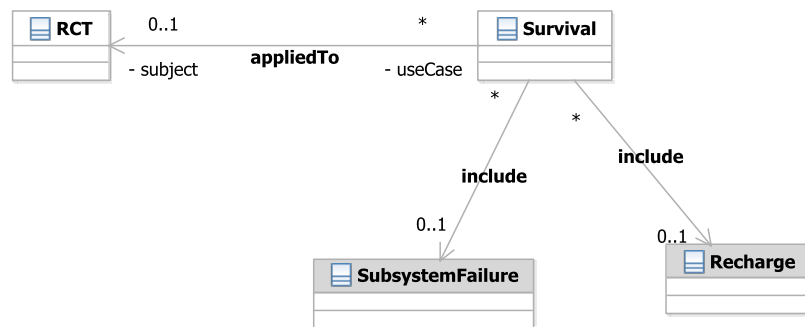 RCT
0..1
*
Survival
appliedTo
- subject
- useCase
*
*
include
include
0..1
0..1
SubsystemFailure
Recharge